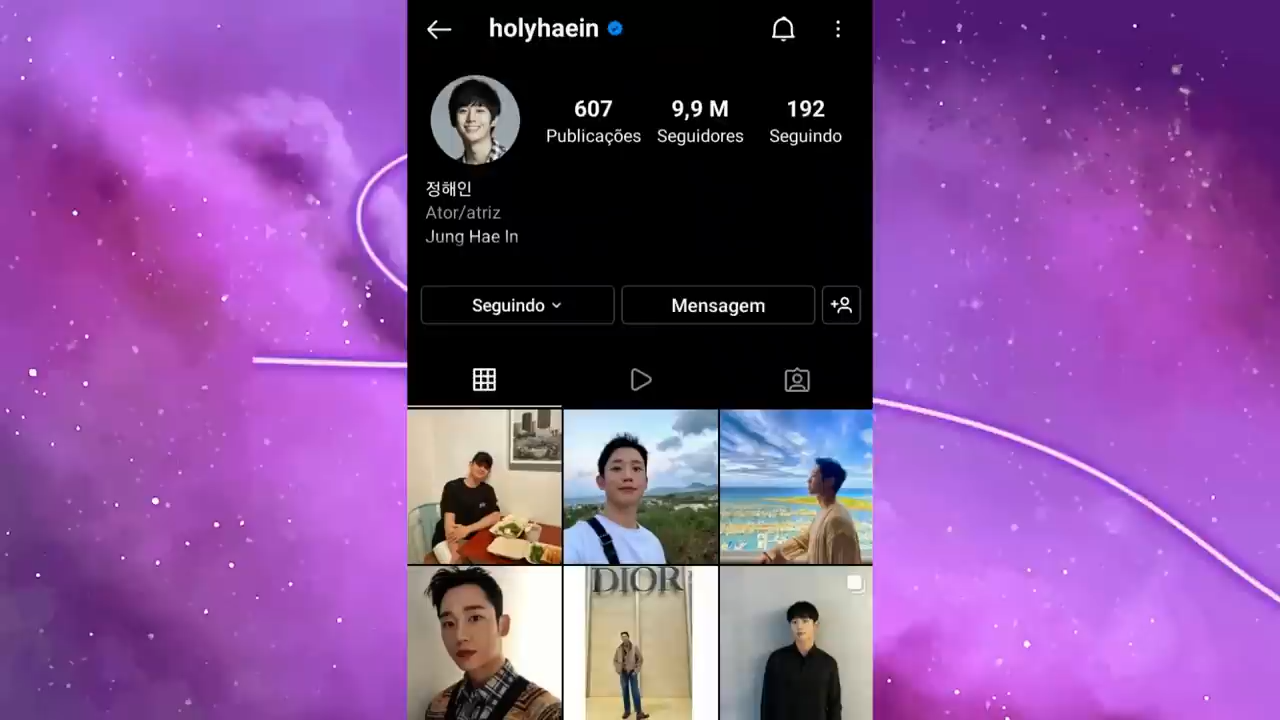 holyhaein
607
Publicações
9,9 M
Seguidores
192
Seguindo
정해인
Ator/atriz
Jung Hae In
Seguindo
Mensagem
DIOR